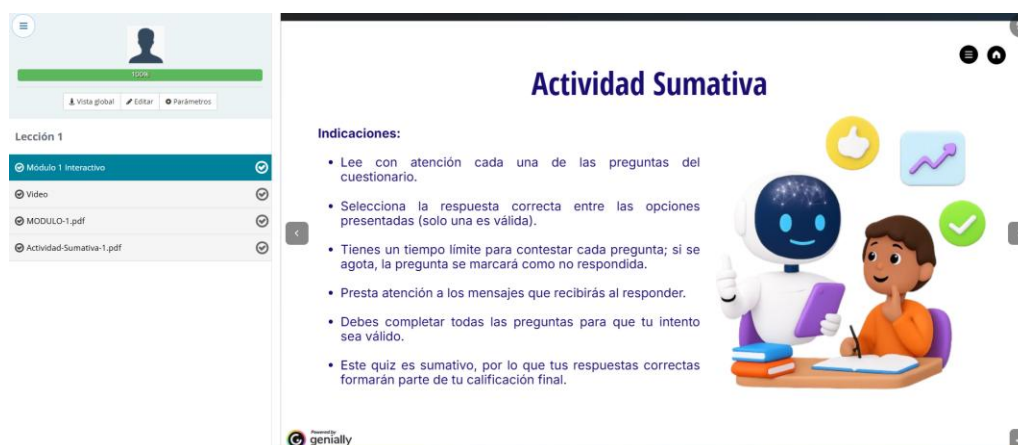 100%
Vista global
Editar
Parámetros
Lección 1
Módulo 1 Interactivo
Video
MODULO-1.pdf
Actividad-Sumativa-1.pdf
Actividad Sumativa
Indicaciones:
• Lee con atención cada una de las preguntas del
cuestionario.
• Selecciona la respuesta correcta entre las opciones
presentadas (solo una es válida).
• Tienes un tiempo límite para contestar cada pregunta; si se
agota, la pregunta se marcará como no respondida.
• Presta atención a los mensajes que recibirás al responder.
• Debes completar todas las preguntas para que tu intento
sea válido.
• Este quiz es sumativo, por lo que tus respuestas correctas
formarán parte de tu calificación final.
Powered by
genially